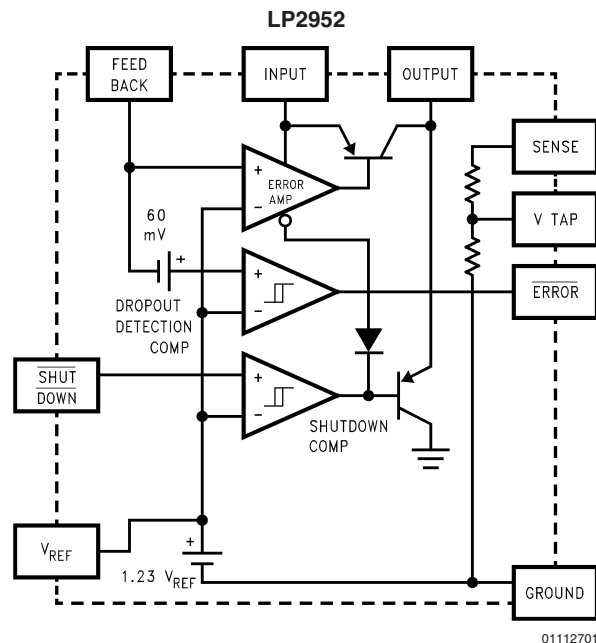 LP2952
FEED
BACK
INPUT
OUTPUT
SENSE
+
ERROR
AMP
−
V TAP
60
mV
+
+
−
ERROR
DROPOUT
DETECTION
COMP
SHUT
DOWN
+
−
SHUTDOWN
COMP
VREF
+
1.23 VREF
GROUND
01112701